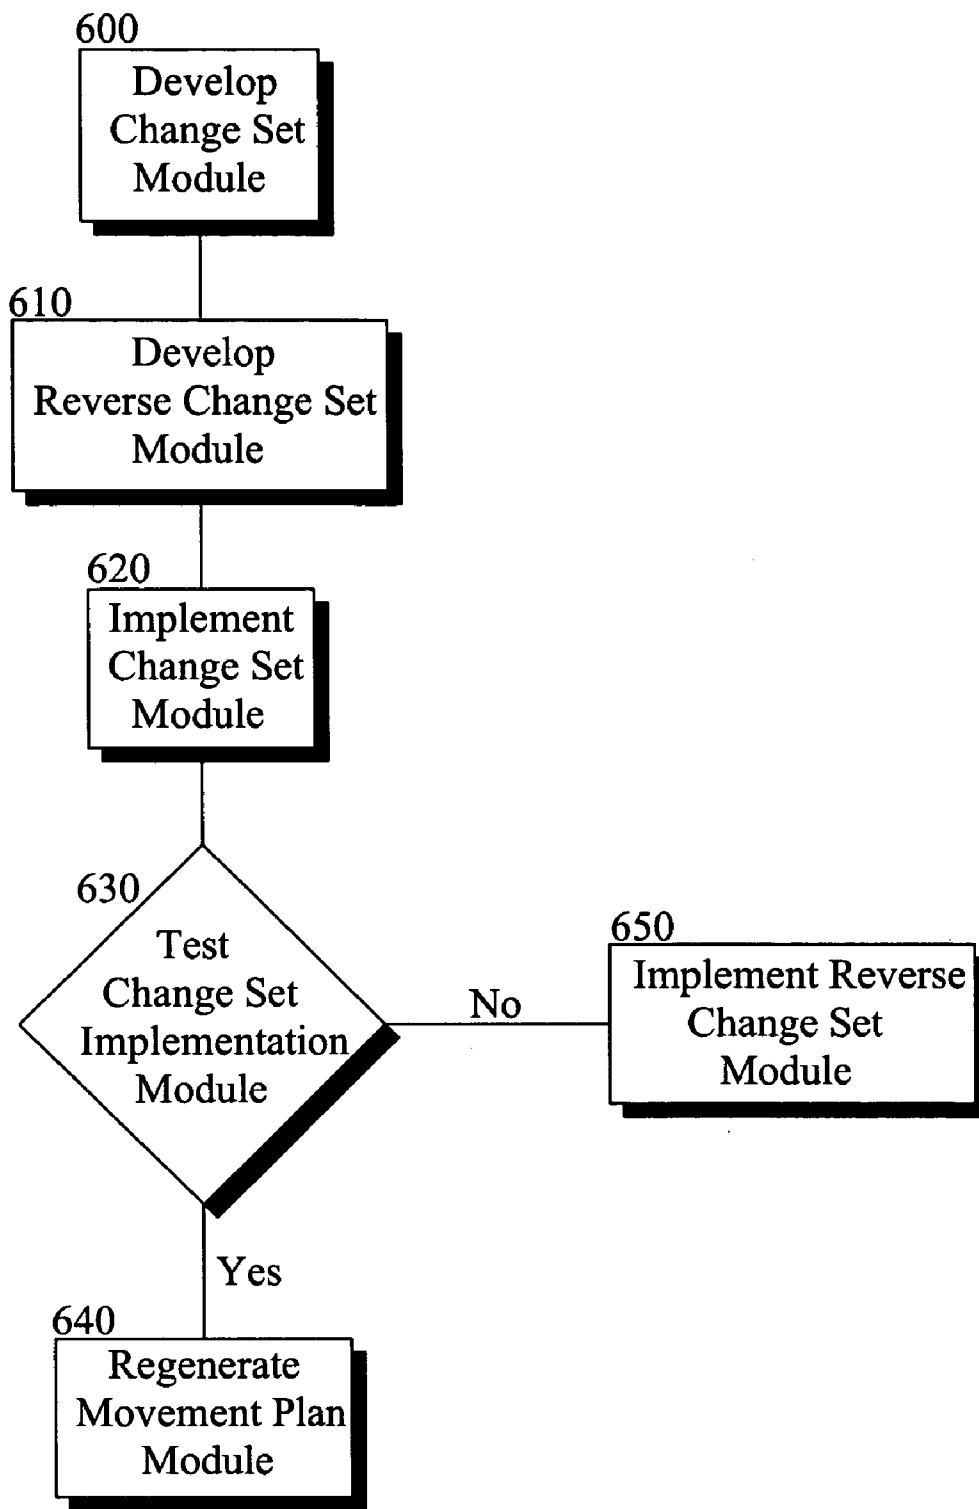 600
Develop
Change Set
Module
610
Develop
Reverse Change Set
Module
620
Implement
Change Set
Module
630
Test
Change Set
Implementation
Module
No
650
Implement Reverse
Change Set
Module
Yes
640
Regenerate
Movement Plan
Module